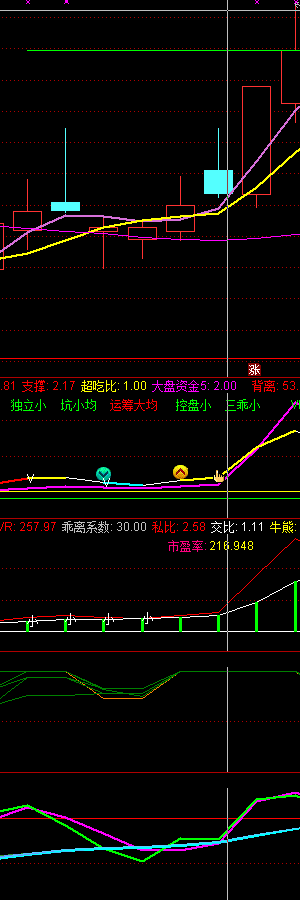 涨
.81 支撑: 2.17 超吃比: 1.00 大盘资金5: 2.00 背离: 53
独立小 坑小均 运筹大均 控盘小 三乖小
VR: 257.97 乖离系数: 30.00 私比: 2.58 交比: 1.11 牛熊:
市盈率: 216.948